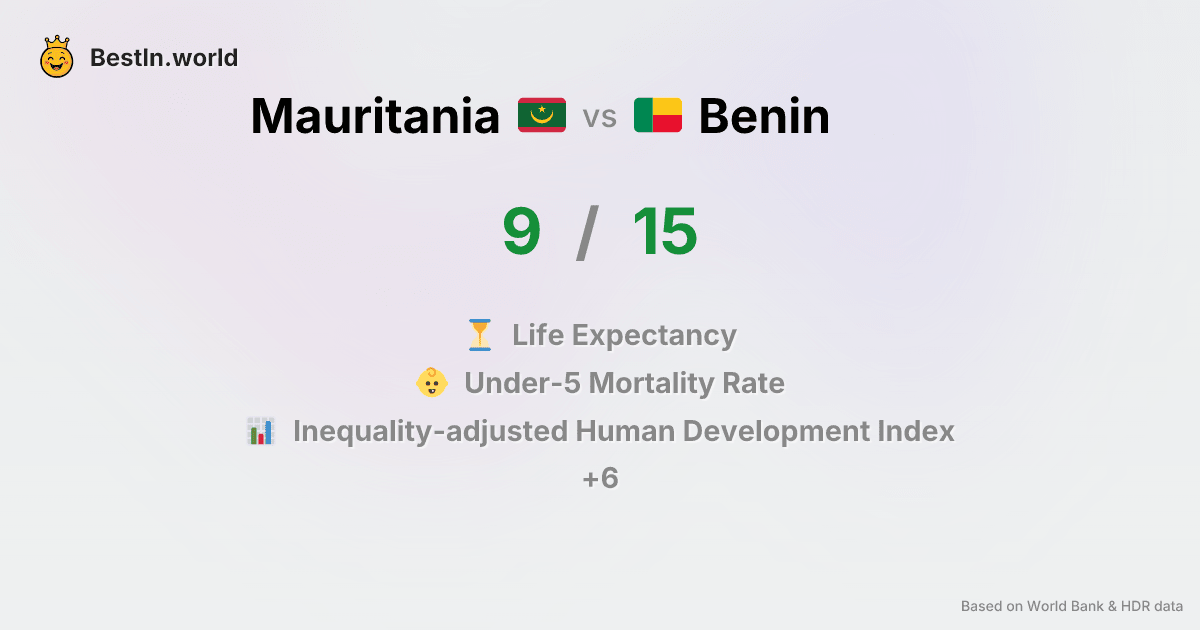 BestIn.world
Mauritania vs Benin
9 / 15
Life Expectancy
Under-5 Mortality Rate
Inequality-adjusted Human Development Index
+6
Based on World Bank & HDR data